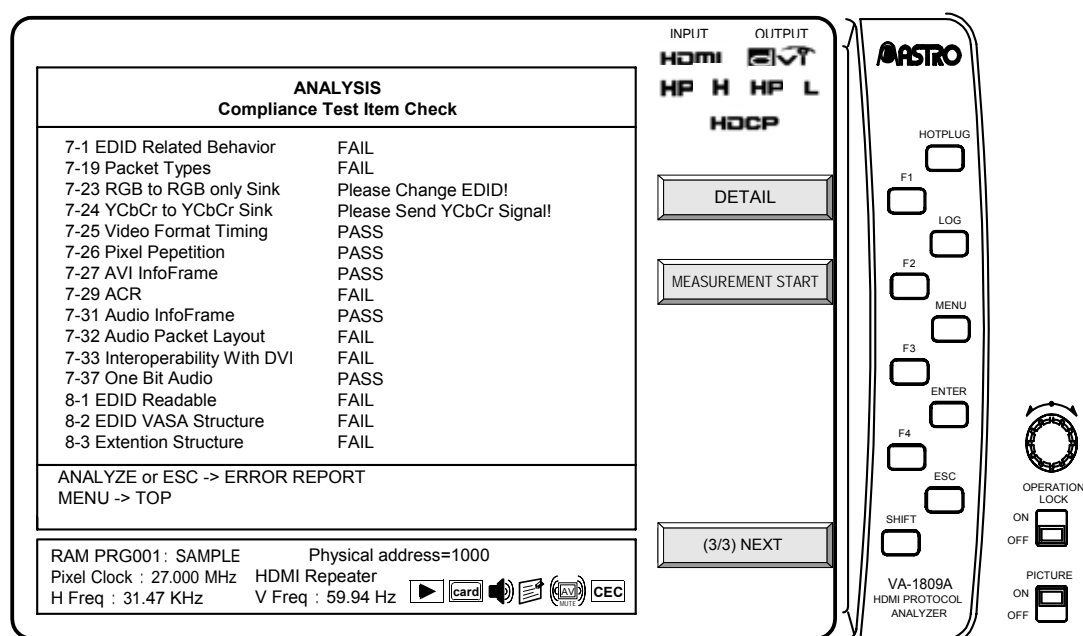 ANALYSIS
Compliance Test Item Check
7-1 EDID Related Behavior FAIL
7-19 Packet Types FAIL
7-23 RGB to RGB only Sink Please Change EDID!
7-24 YCbCr to YCbCr Sink Please Send YCbCr Signal!
7-25 Video Format Timing PASS
7-26 Pixel Pepetition PASS
7-27 AVI InfoFrame PASS
7-29 ACR FAIL
7-31 Audio InfoFrame PASS
7-32 Audio Packet Layout FAIL
7-33 Interoperability With DVI FAIL
7-37 One Bit Audio PASS
8-1 EDID Readable FAIL
8-2 EDID VASA Structure FAIL
8-3 Extention Structure FAIL
ANALYZE or ESC -> ERROR REPORT
MENU -> TOP
RAM PRG001 : SAMPLE Physical address=1000
Pixel Clock : 27.000 MHz HDMI Repeater
H Freq : 31.47 KHz V Freq : 59.94 Hz card AV MUTE CEC
INPUT OUTPUT
HDMI DVI
HP H HP L
HDCP
DETAIL
MEASUREMENT START
(3/3) NEXT
ASTRO
HOTPLUG
F1
LOG
F2
MENU
F3
ENTER
F4
ESC
SHIFT
VA-1809A
HDMI PROTOCOL
ANALYZER
OPERATION
LOCK
ON
OFF
PICTURE
ON
OFF